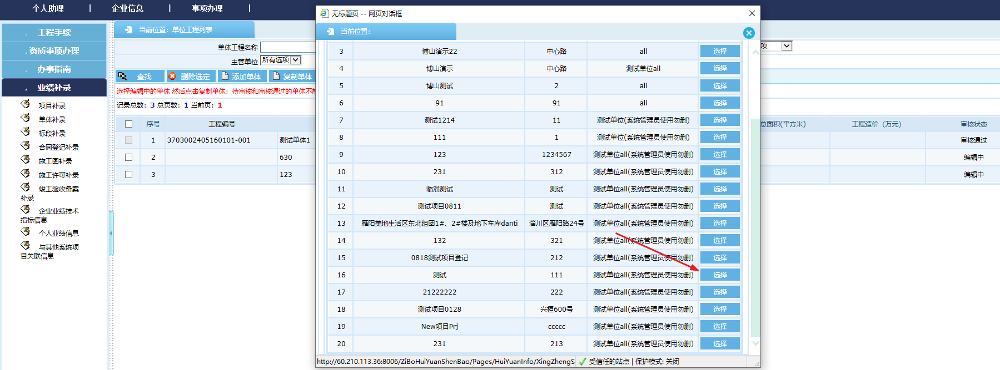 个人助理 | 企业信息 | 事项办理 |
工程手续
资质事项办理
办事指南
业绩补录
项目补录
单体补录
标段补录
合同登记补录
施工图补录
施工许可补录
竣工验收备案
补录
企业业绩技术
指标信息
个人业绩信息
与其他系统项
目关联信息
当前位置：单位工程列表
单体工程名称
主管单位 所有选项
项
查找 删除选定 添加单体 复制单体
选择编辑中的单体 然后点击复制单体；待审核和审核通过的单体不能
记录总数：3 总页数：1 当前页：1
序号 工程编号 总面积(平方米) 工程造价（万元） 审核状态
1 3703002405160101-001 测试单体1 审核通过
2 630 编辑中
3 123 编辑中
无标题页 -- 网页对话框
当前位置：
3 博山演示22 中心路 all 选择
4 博山演示 中心路 测试单位all 选择
5 博山测试 2 all 选择
6 91 91 all 选择
7 测试1214 11 测试单位(系统管理员使用勿删) 选择
8 111 1 测试单位(系统管理员使用勿删) 选择
9 123 1234567 测试单位all(系统管理员使用勿删) 选择
10 231 312 测试单位all(系统管理员使用勿删) 选择
11 临淄测试 测试 测试单位all(系统管理员使用勿删) 选择
12 测试项目0811 测试 测试单位all(系统管理员使用勿删) 选择
13 雁阳美地生活区东北组团1#、2#楼及地下车库danti 淄川区雁阳路24号 测试单位all(系统管理员使用勿删) 选择
14 132 321 测试单位all(系统管理员使用勿删) 选择
15 0818测试项目登记 212 测试单位all(系统管理员使用勿删) 选择
16 测试 111 测试单位all(系统管理员使用勿删) 选择
17 21222222 222 测试单位all(系统管理员使用勿删) 选择
18 测试项目0128 兴桓600号 测试单位all(系统管理员使用勿删) 选择
19 New项目Prj ccccc 测试单位all(系统管理员使用勿删) 选择
20 231 213 测试单位all(系统管理员使用勿删) 选择
http://60.210.113.36:8006/ZiBoHuiYuanShenBao/Pages/HuiYuanInfo/XingZhengS 受信任的站点 | 保护模式: 关闭